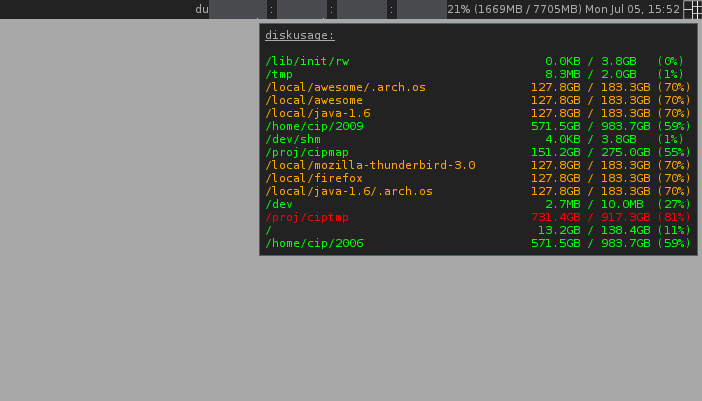 du : : : 21% (1669MB / 7705MB) Mon Jul 05, 15:52
diskusage:
/lib/init/rw 0.0KB / 3.8GB (0%)
/tmp 8.3MB / 2.0GB (1%)
/local/awesome/.arch.os 127.8GB / 183.3GB (70%)
/local/awesome 127.8GB / 183.3GB (70%)
/local/java-1.6 127.8GB / 183.3GB (70%)
/home/cip/2009 571.5GB / 983.7GB (59%)
/dev/shm 4.0KB / 3.8GB (1%)
/proj/cipmap 151.2GB / 275.0GB (55%)
/local/mozilla-thunderbird-3.0 127.8GB / 183.3GB (70%)
/local/firefox 127.8GB / 183.3GB (70%)
/local/java-1.6/.arch.os 127.8GB / 183.3GB (70%)
/dev 2.7MB / 10.0MB (27%)
/proj/ciptmp 731.4GB / 917.3GB (81%)
/ 13.2GB / 138.4GB (11%)
/home/cip/2006 571.5GB / 983.7GB (59%)